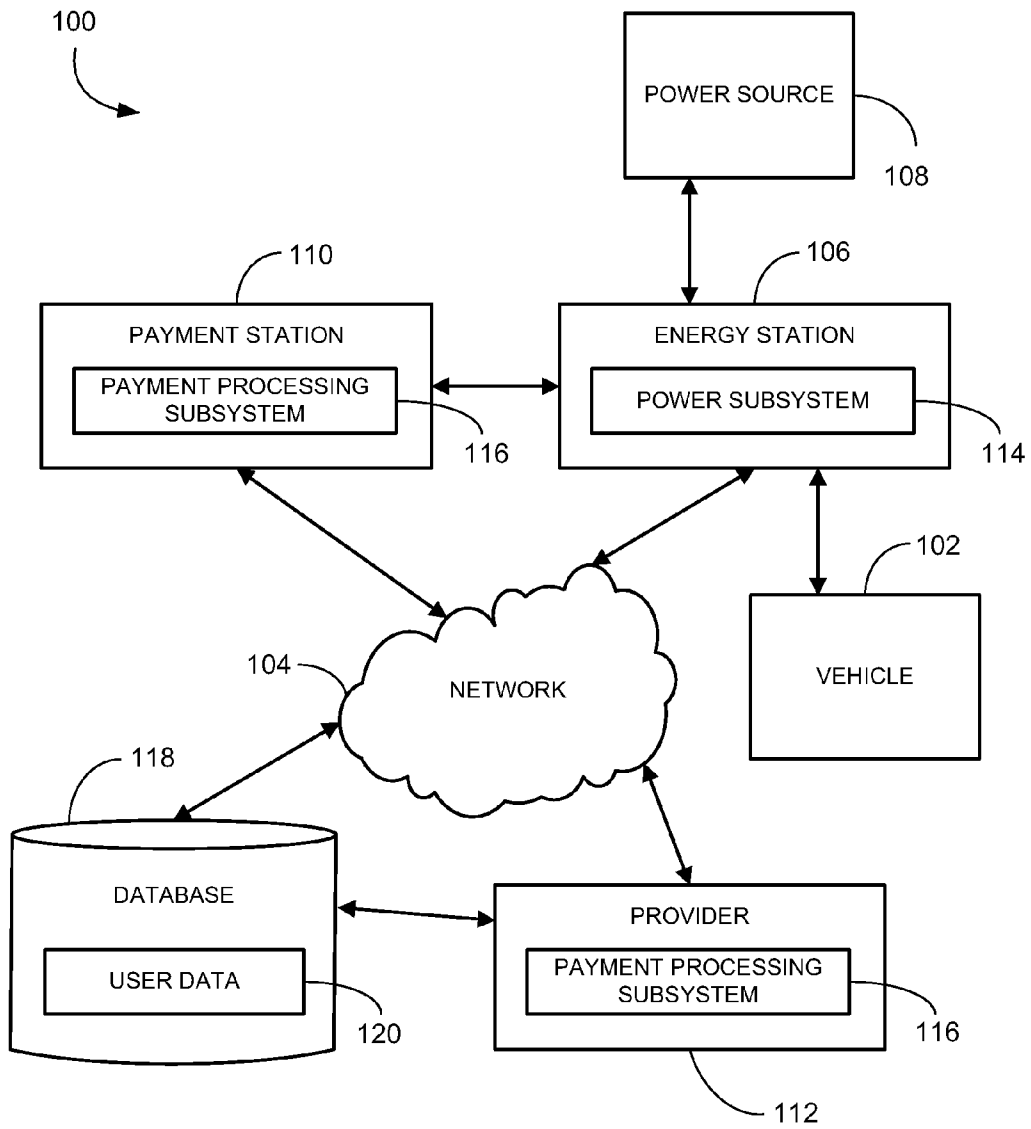 100
POWER SOURCE
108
110
106
PAYMENT STATION
PAYMENT PROCESSING
SUBSYSTEM
116
ENERGY STATION
POWER SUBSYSTEM
114
102
VEHICLE
104
NETWORK
118
DATABASE
USER DATA
120
PROVIDER
PAYMENT PROCESSING
SUBSYSTEM
116
112